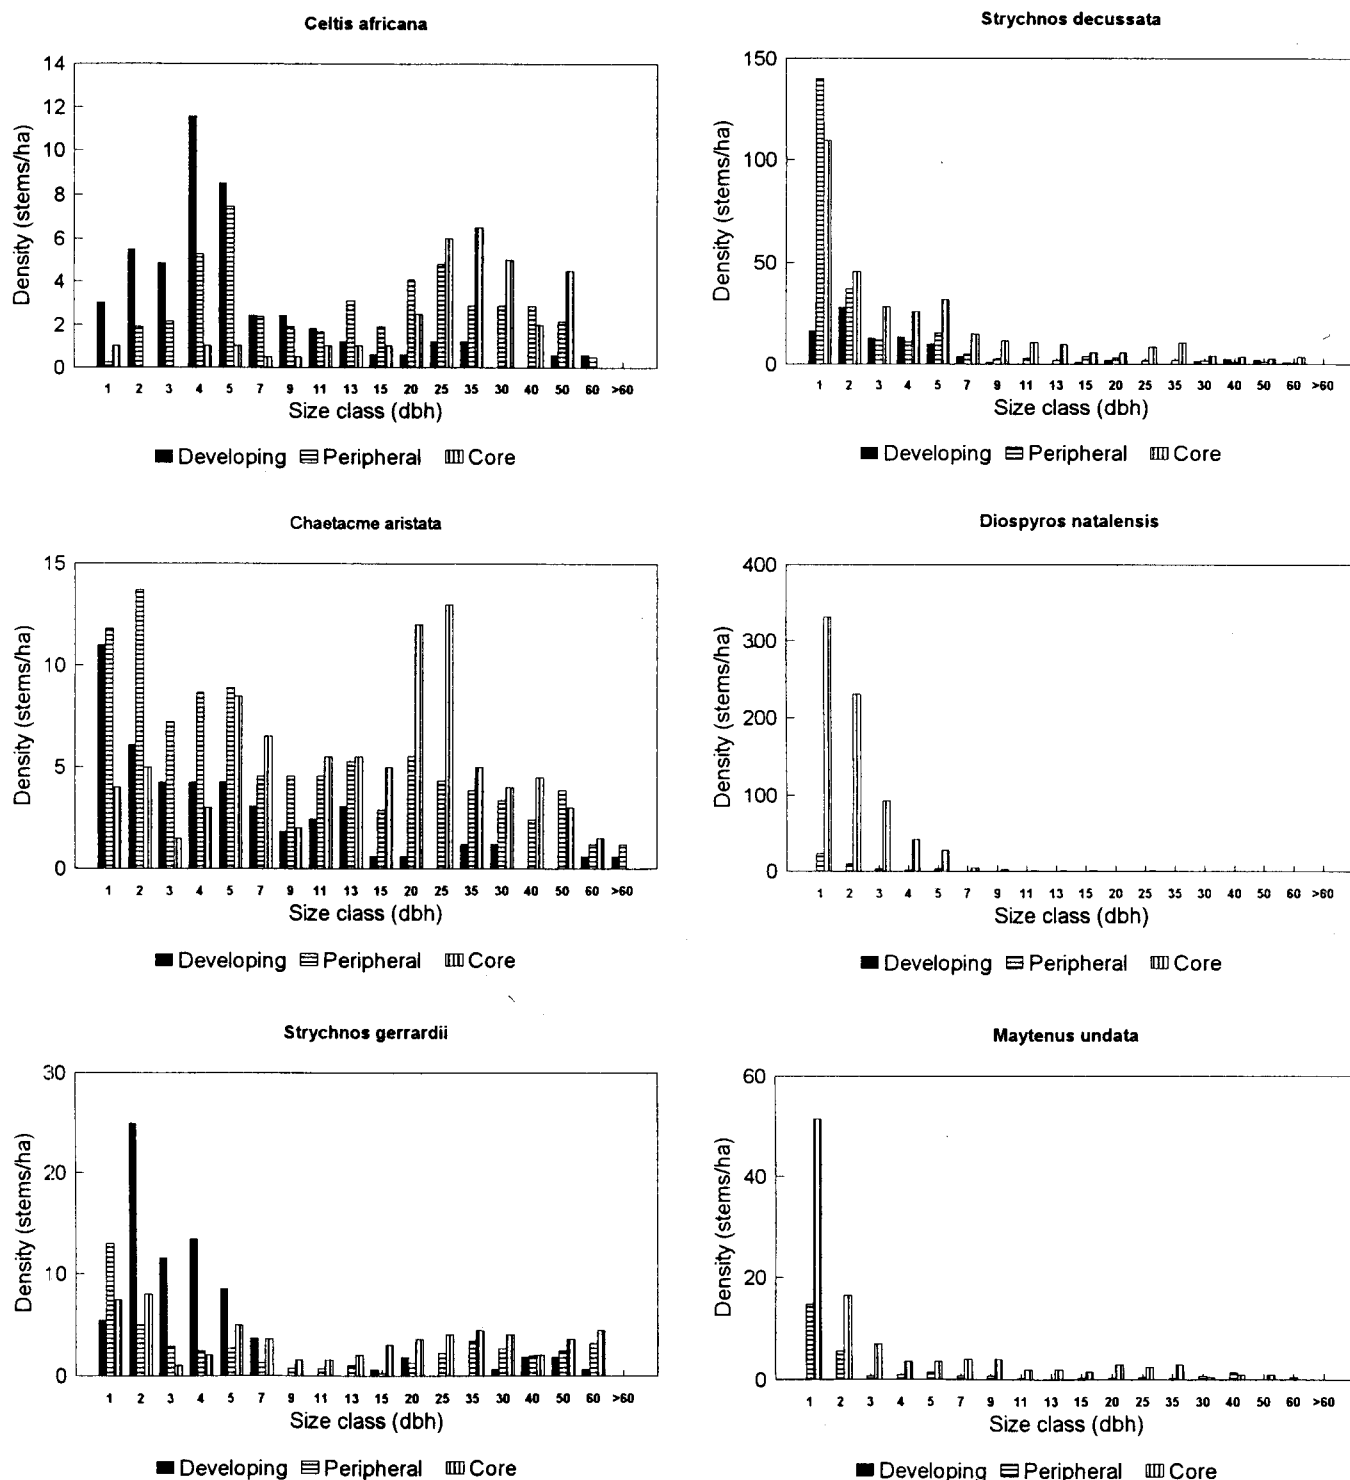 Celtis africana
14
12
10
8
6
4
2
0
Density (stems/ha)
1 2 3 4 5 7 9 11 13 15 20 25 35 30 40 50 60 >60
Size class (dbh)
Developing Peripheral Core
Strychnos decussata
150
100
50
0
Density (stems/ha)
1 2 3 4 5 7 9 11 13 15 20 25 35 30 40 50 60 >60
Size class (dbh)
Developing Peripheral Core
Chaetacme aristata
15
10
5
0
Density (stems/ha)
1 2 3 4 5 7 9 11 13 15 20 25 35 30 40 50 60 >60
Size class (dbh)
Developing Peripheral Core
Diospyros natalensis
400
300
200
100
0
Density (stems/ha)
1 2 3 4 5 7 9 11 13 15 20 25 35 30 40 50 60 >60
Size class (dbh)
Developing Peripheral Core
Strychnos gerrardii
30
20
10
0
Density (stems/ha)
1 2 3 4 5 7 9 11 13 15 20 25 35 30 40 50 60 >60
Size class (dbh)
Developing Peripheral Core
Maytenus undata
60
40
20
0
Density (stems/ha)
1 2 3 4 5 7 9 11 13 15 20 25 35 30 40 50 60 >60
Size class (dbh)
Developing Peripheral Core